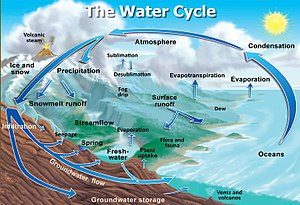 The Water Cycle
Volcanic
steam
Atmosphere
Condensation
Sublimation
Ice and
snow
Precipitation
Desublimation
Evapotranspiration
Evaporation
Snowmelt runoff
Fog
drip
Surface
runoff
Dew
Infiltration
Streamflow
Seepage
Evaporation
Flora and
fauna
Spring
Fresh-
water
Plant
uptake
Oceans
Groundwater flow
Groundwater storage
Vents and
volcanos